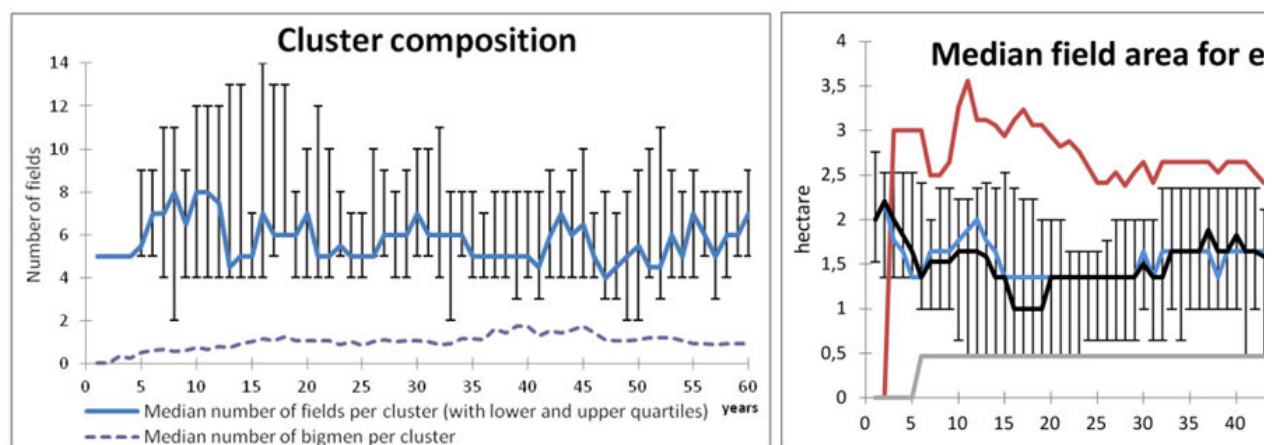 Cluster composition
14
12
10
8
6
4
2
0
Number of fields
0 5 10 15 20 25 30 35 40 45 50 55 60
years
Median number of fields per cluster (with lower and upper quartiles)
Median number of bigmen per cluster
Median field area for e
4
3,5
3
2,5
2
1,5
1
0,5
0
hectare
0 5 10 15 20 25 30 35 40